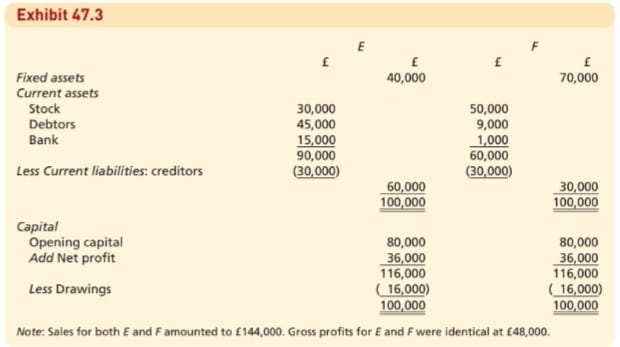 Exhibit 47.3
E F
£ £ £ £
Fixed assets 40,000 70,000
Current assets
Stock 30,000 50,000
Debtors 45,000 9,000
Bank 15,000 1,000
90,000 60,000
Less Current liabilities: creditors (30,000) (30,000)
60,000 30,000
100,000 100,000
Capital
Opening capital 80,000 80,000
Add Net profit 36,000 36,000
116,000 116,000
Less Drawings ( 16,000) ( 16,000)
100,000 100,000
Note: Sales for both E and F amounted to £144,000. Gross profits for E and F were identical at £48,000.